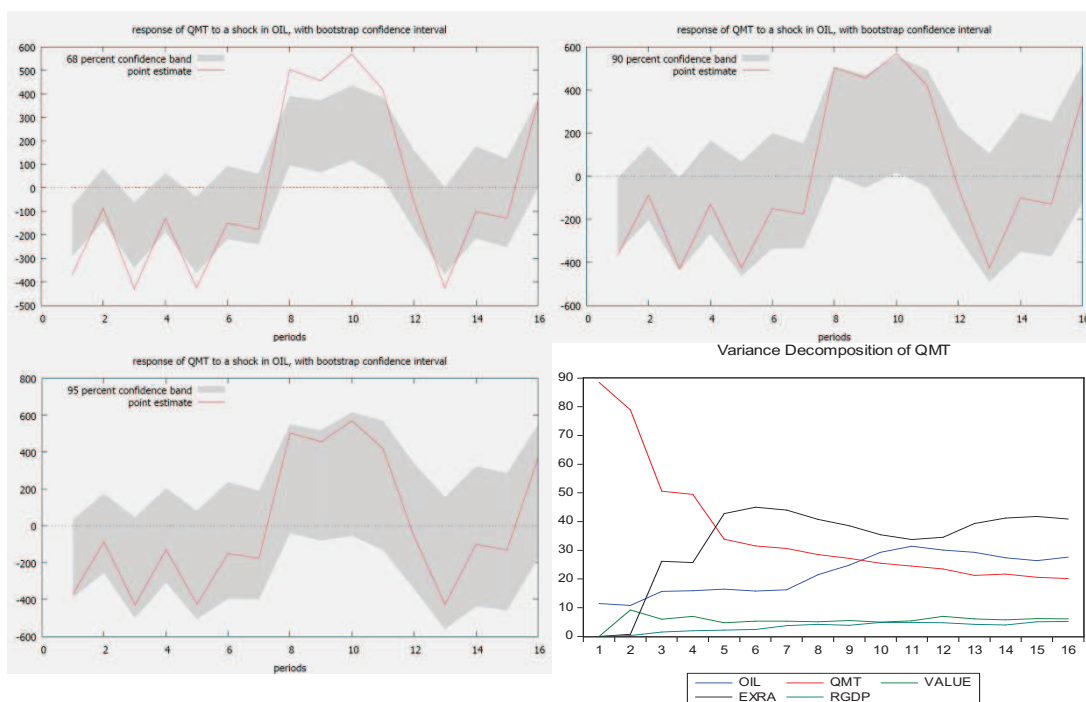 response of QMT to a shock in OIL, with bootstrap confidence interval
68 percent confidence band
point estimate
600
500
400
300
200
100
0
-100
-200
-300
-400
-500
0 2 4 6 8 10 12 14 16
periods
response of QMT to a shock in OIL, with bootstrap confidence interval
90 percent confidence band
point estimate
600
400
200
0
-200
-400
-600
0 2 4 6 8 10 12 14 16
periods
response of QMT to a shock in OIL, with bootstrap confidence interval
95 percent confidence band
point estimate
800
600
400
200
0
-200
-400
-600
0 2 4 6 8 10 12 14 16
periods
Variance Decomposition of QMT
90
80
70
60
50
40
30
20
10
0
1 2 3 4 5 6 7 8 9 10 11 12 13 14 15 16
OIL QMT VALUE
EXRA RGDP